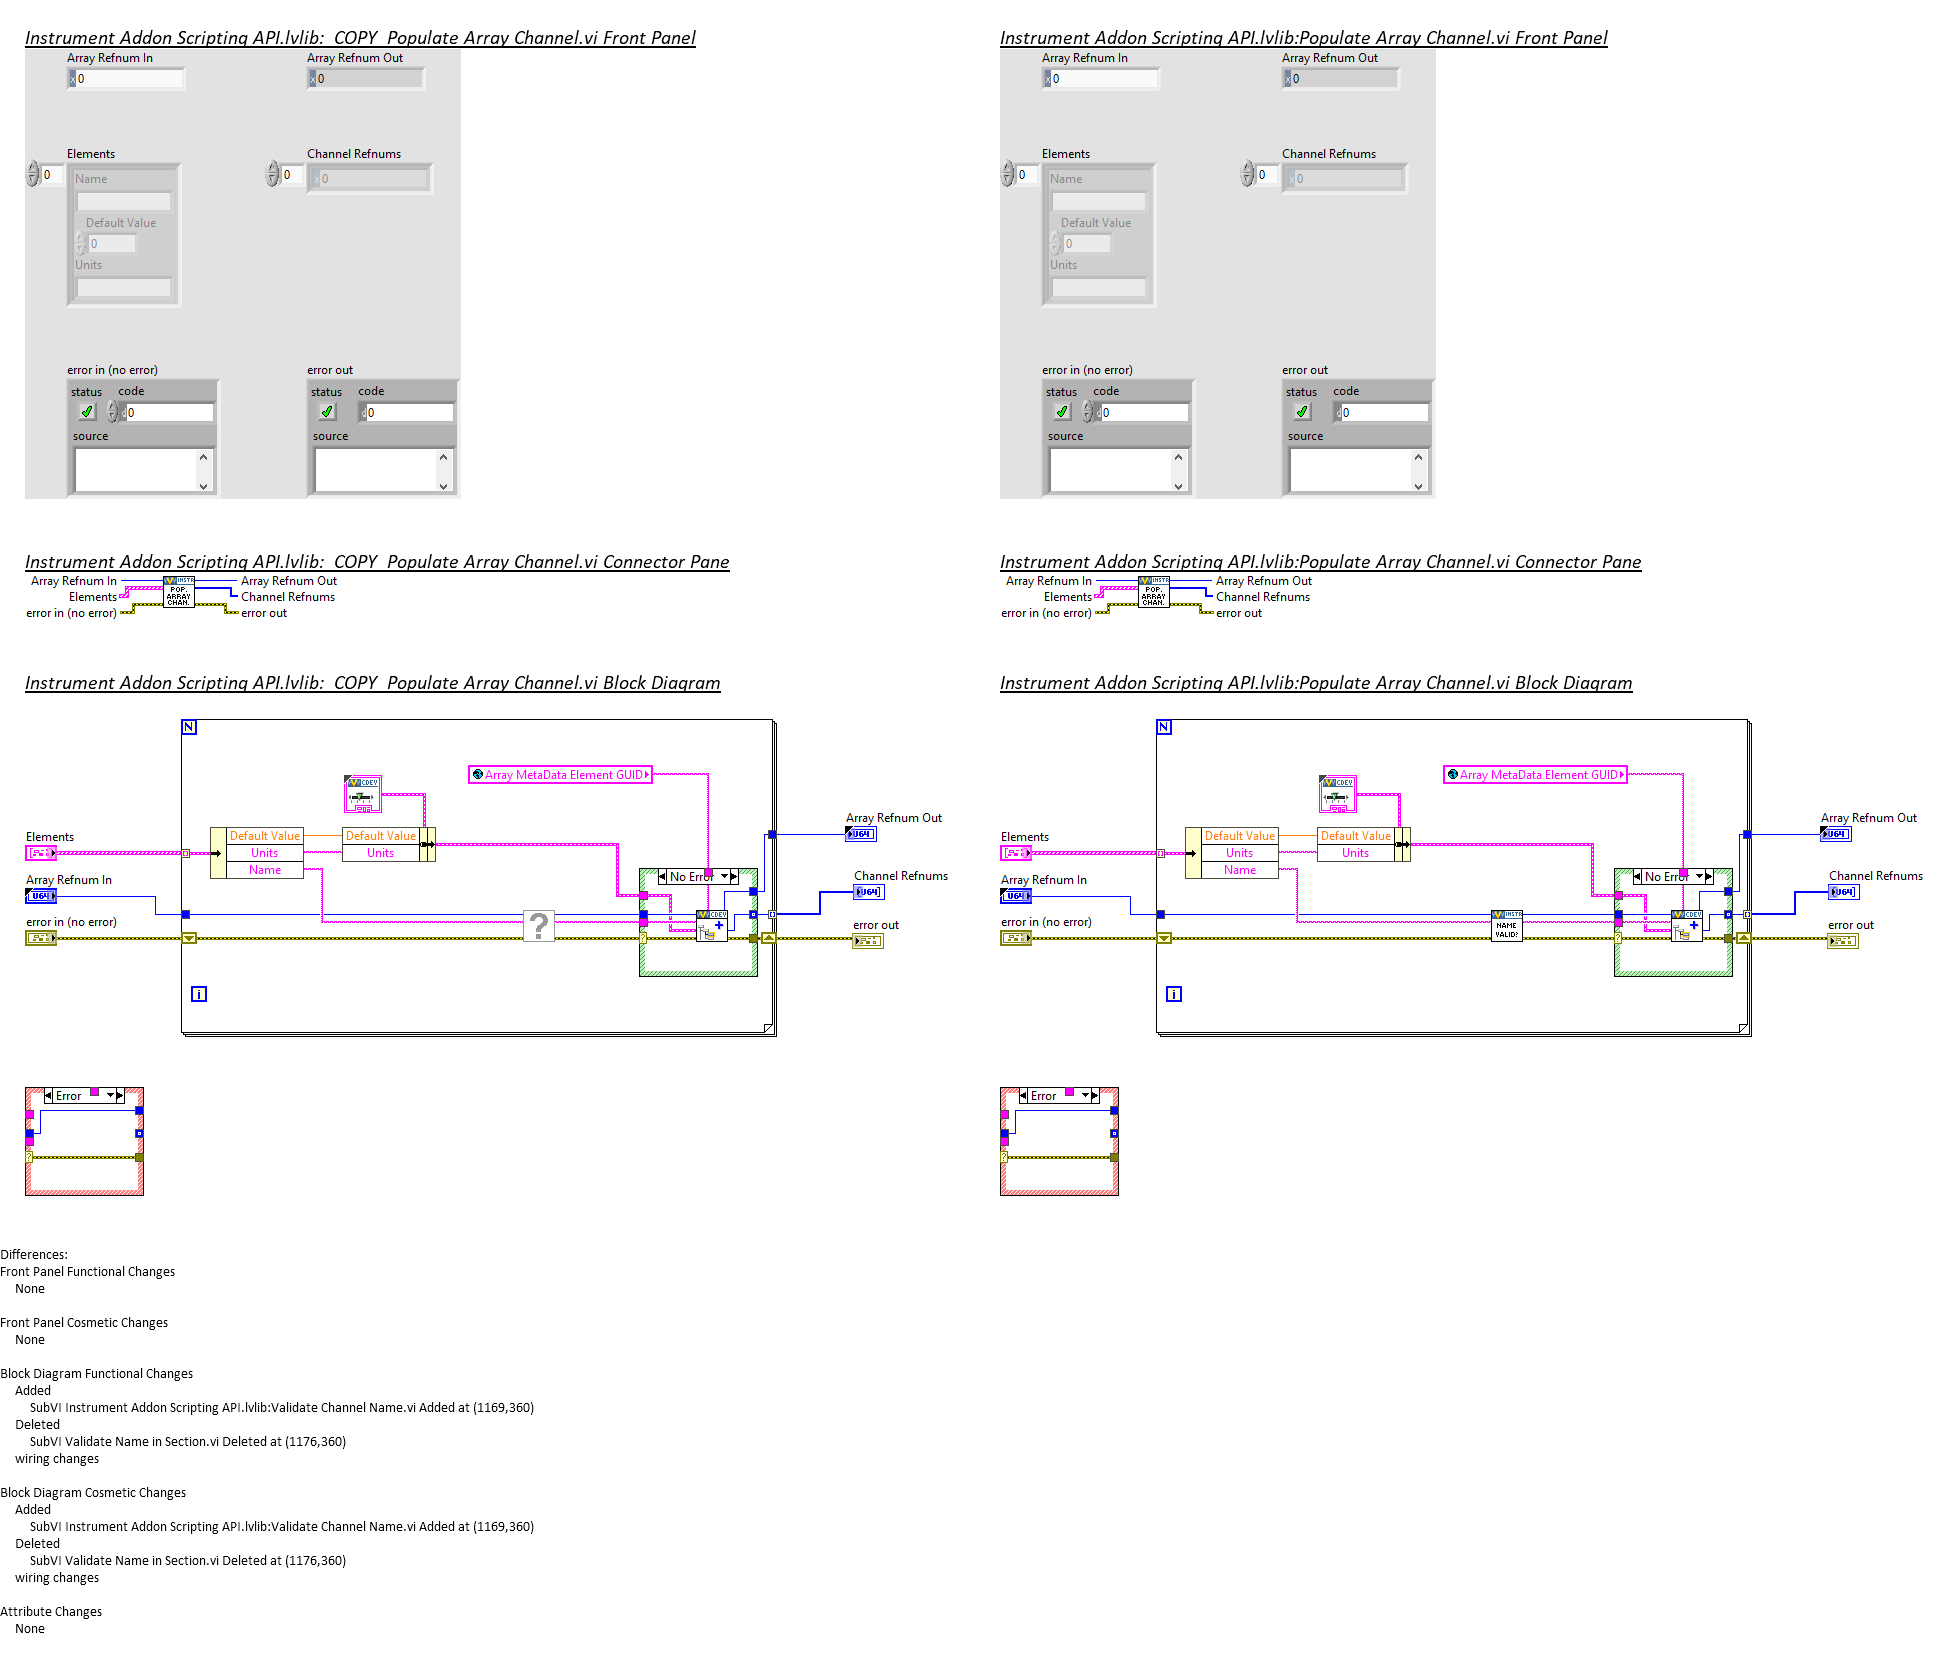 Instrument Addon Scripting API.lvlib:  COPY  Populate Array Channel.vi Front Panel
Array Refnum In
Array Refnum Out
x 0
x 0
Elements
Channel Refnums
0
Name
0
x 0
Default Value
0
Units
error in (no error)
error out
status
code
status
code
d 0
d 0
source
source
Instrument Addon Scripting API.lvlib:Populate Array Channel.vi Front Panel
Array Refnum In
Array Refnum Out
x 0
x 0
Elements
Channel Refnums
0
Name
0
x 0
Default Value
0
Units
error in (no error)
error out
status
code
status
code
d 0
d 0
source
source
Instrument Addon Scripting API.lvlib:  COPY  Populate Array Channel.vi Connector Pane
Array Refnum In
INSTR
Array Refnum Out
Elements
POP.
ARRAY
CHAN.
Channel Refnums
error in (no error)
error out
Instrument Addon Scripting API.lvlib:Populate Array Channel.vi Connector Pane
Array Refnum In
INSTR
Array Refnum Out
Elements
POP.
ARRAY
CHAN.
Channel Refnums
error in (no error)
error out
Instrument Addon Scripting API.lvlib:  COPY  Populate Array Channel.vi Block Diagram
N
Array MetaData Element GUID
CDEV
Array Refnum Out
U64
Elements
Default Value
Units
Name
Default Value
Units
Array Refnum In
U64
No Error
Channel Refnums
U64
error in (no error)
?
CDEV
error out
i
Error
?
Instrument Addon Scripting API.lvlib:Populate Array Channel.vi Block Diagram
N
Array MetaData Element GUID
CDEV
Array Refnum Out
U64
Elements
Default Value
Units
Name
Default Value
Units
Array Refnum In
U64
No Error
Channel Refnums
U64
error in (no error)
INSTR
NAME
VALID?
CDEV
error out
i
Error
?
Differences:
Front Panel Functional Changes
None
Front Panel Cosmetic Changes
None
Block Diagram Functional Changes
Added
SubVI Instrument Addon Scripting API.lvlib:Validate Channel Name.vi Added at (1169,360)
Deleted
SubVI Validate Name in Section.vi Deleted at (1176,360)
wiring changes
Block Diagram Cosmetic Changes
Added
SubVI Instrument Addon Scripting API.lvlib:Validate Channel Name.vi Added at (1169,360)
Deleted
SubVI Validate Name in Section.vi Deleted at (1176,360)
wiring changes
Attribute Changes
None